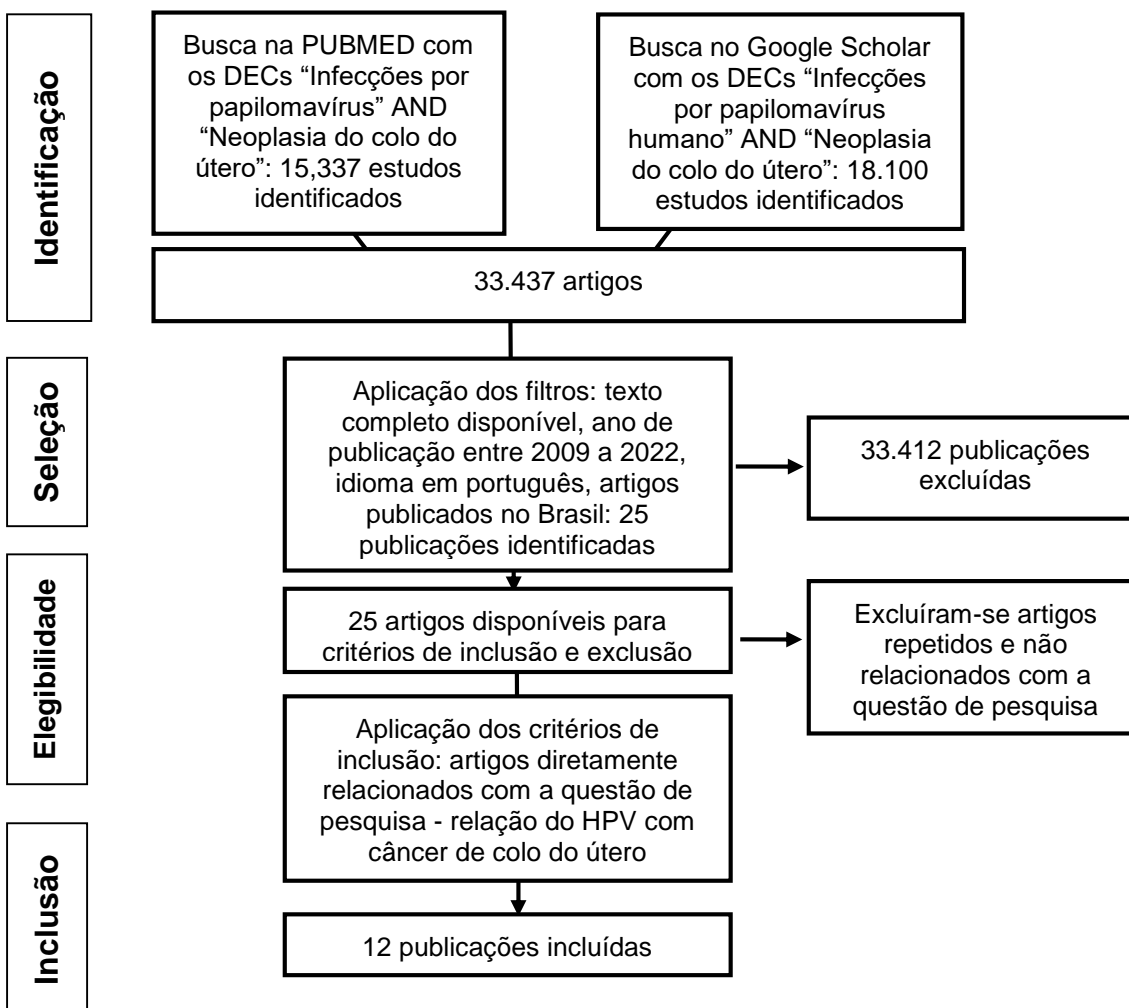 Identificação
Busca na PUBMED com
os DECs “Infecções por
papilomavírus” AND
“Neoplasia do colo do
útero”: 15,337 estudos
identificados
Busca no Google Scholar
com os DECs “Infecções
por papilomavírus
humano” AND “Neoplasia
do colo do útero”: 18.100
estudos identificados
33.437 artigos
Seleção
Aplicação dos filtros: texto
completo disponível, ano de
publicação entre 2009 a 2022,
idioma em português, artigos
publicados no Brasil: 25
publicações identificadas
33.412 publicações
excluídas
Elegibilidade
25 artigos disponíveis para
critérios de inclusão e exclusão
Excluíram-se artigos
repetidos e não
relacionados com a
questão de pesquisa
Aplicação dos critérios de
inclusão: artigos diretamente
relacionados com a questão de
pesquisa - relação do HPV com
câncer de colo do útero
Inclusão
12 publicações incluídas